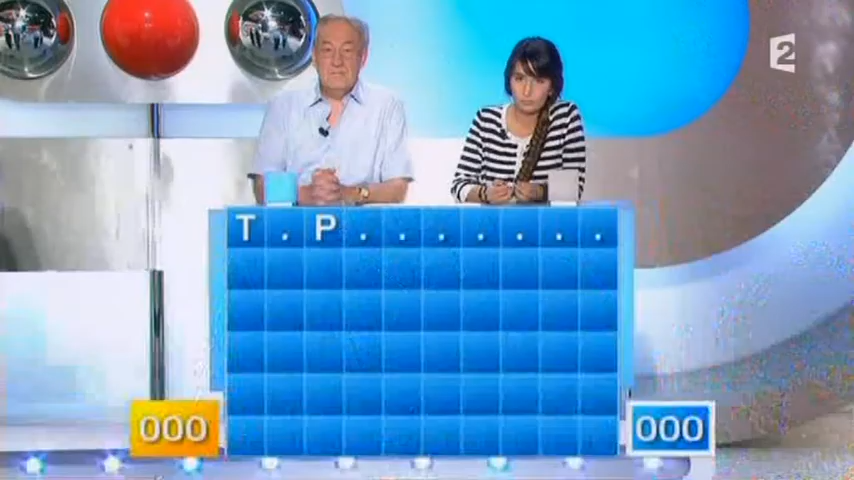 2
T . P . . . . . . .
000
000